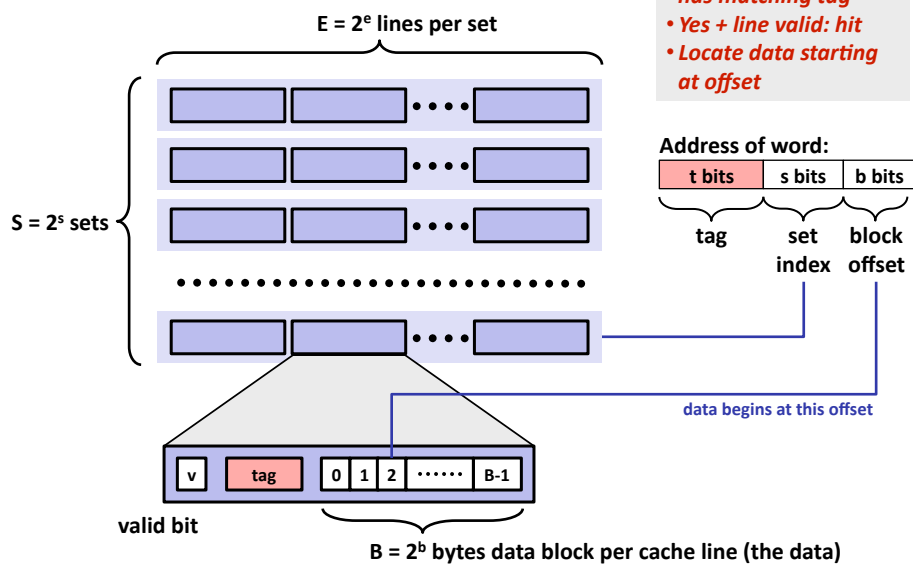 has matching tag
• Yes + line valid: hit
• Locate data starting
at offset
E = 2ᵉ lines per set
S = 2ˢ sets
Address of word:
t bits s bits b bits
tag set index block offset
data begins at this offset
v tag 0 1 2 ······ B-1
valid bit
B = 2ᵇ bytes data block per cache line (the data)